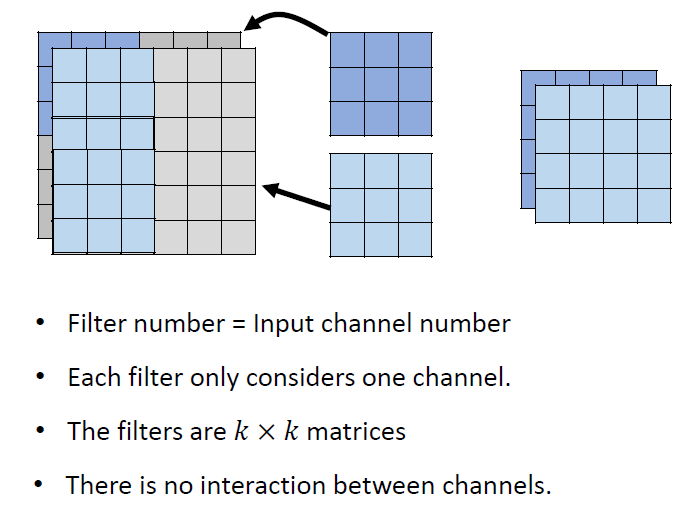 • Filter number = Input channel number
• Each filter only considers one channel.
• The filters are k × k matrices
• There is no interaction between channels.